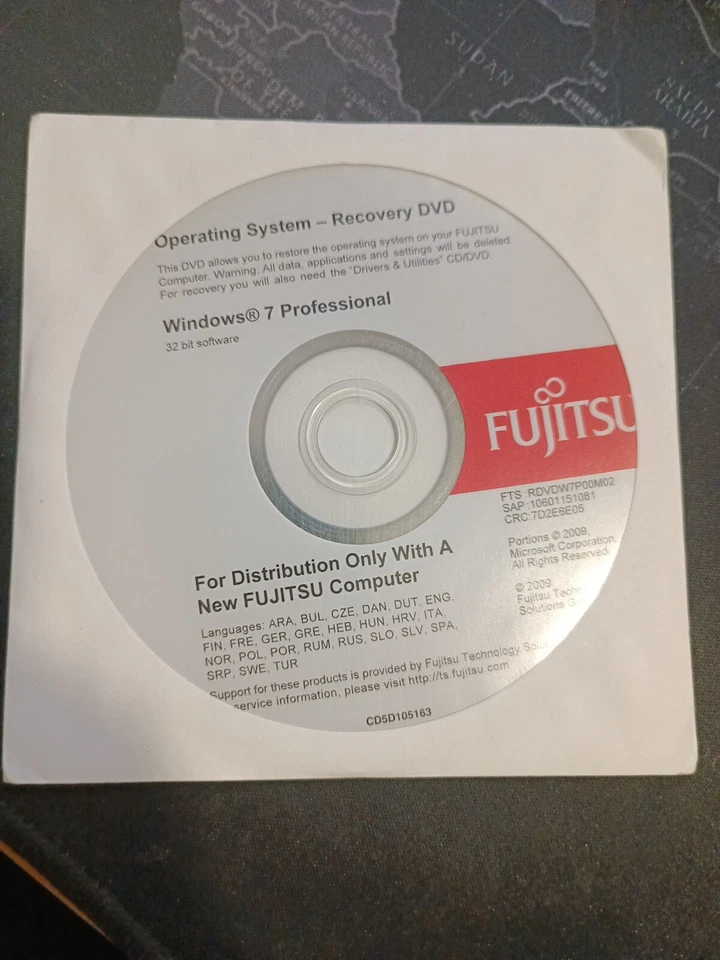 SUDAN
SAUDI
ARABIA
Operating System – Recovery DVD
This DVD allows you to restore the operating system on your FUJITSU
Computer. Warning: All data, applications and settings will be deleted.
For recovery you will also need the "Drivers & Utilities" CD/DVD.
Windows® 7 Professional
32 bit software
FUJITSU
FTS :RDVDW7P00M02
SAP :10601151081
CRC:7D2E6E05
Portions © 2009,
Microsoft Corporation.
All Rights Reserved.
© 2009
Fujitsu
Solutions
For Distribution Only With A
New FUJITSU Computer
Languages: ARA, BUL, CZE, DAN, DUT, ENG,
FIN, FRE, GER, GRE, HEB, HUN, HRV, ITA,
NOR, POL, POR, RUM, RUS, SLO, SLV, SPA,
SRP, SWE, TUR
Support for these products is provided by Fujitsu Technology
service information, please visit http://ts.fujitsu.com
CD5D105163